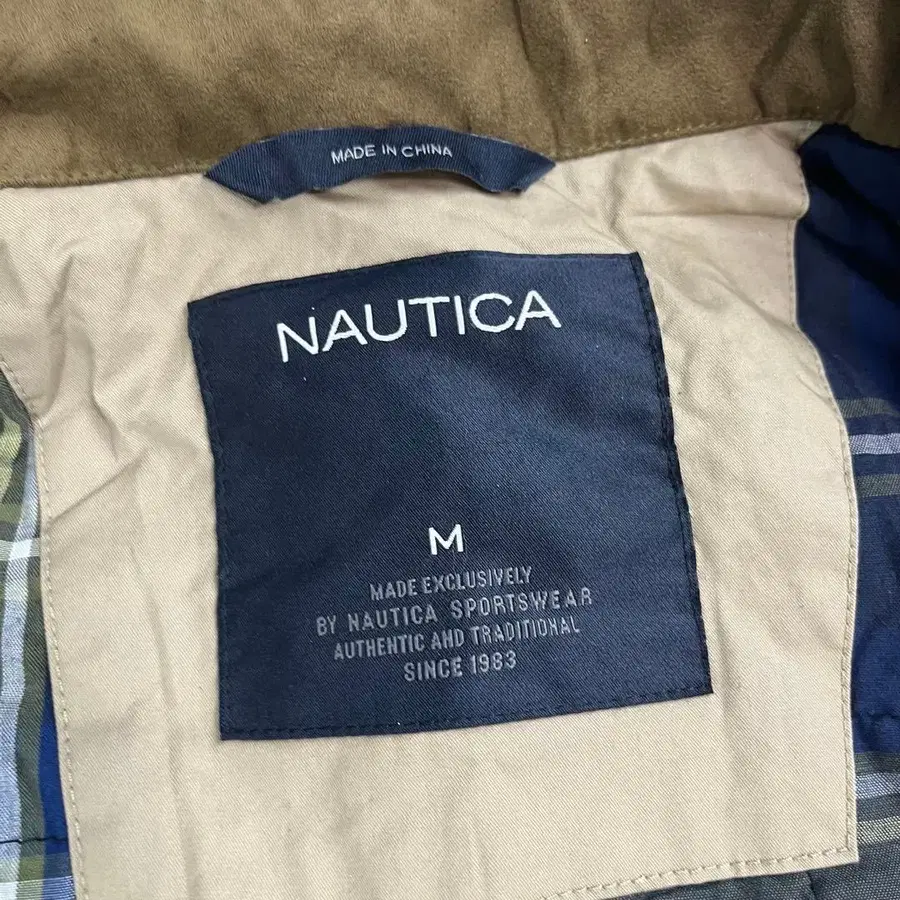 MADE IN CHINA
NAUTICA
M
MADE EXCLUSIVELY
BY NAUTICA SPORTSWEAR
AUTHENTIC AND TRADITIONAL
SINCE 1983